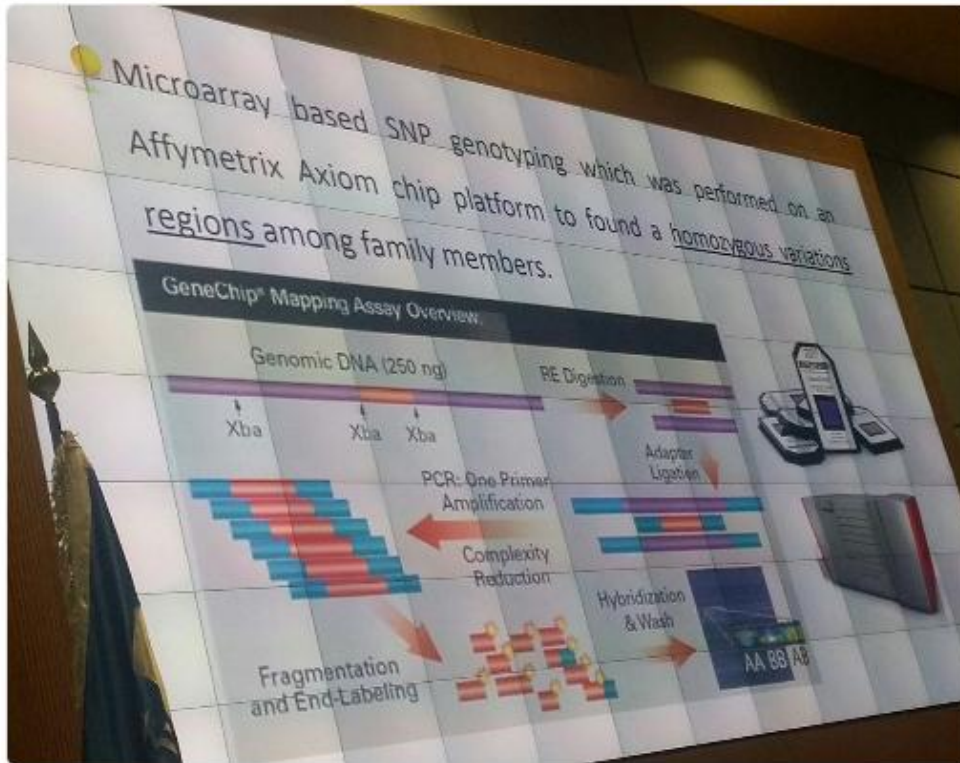 Microarray based SNP genotyping which was performed on an
Affymetrix Axiom chip platform to found a homozygous variations
regions among family members.
GeneChip® Mapping Assay Overview
Genomic DNA (250 ng)
RE Digestion
Xba
Xba
Xba
Adapter
Ligation
PCR: One Primer
Amplification
Complexity
Reduction
Hybridization
& Wash
AA BB AB
Fragmentation
and End-Labeling